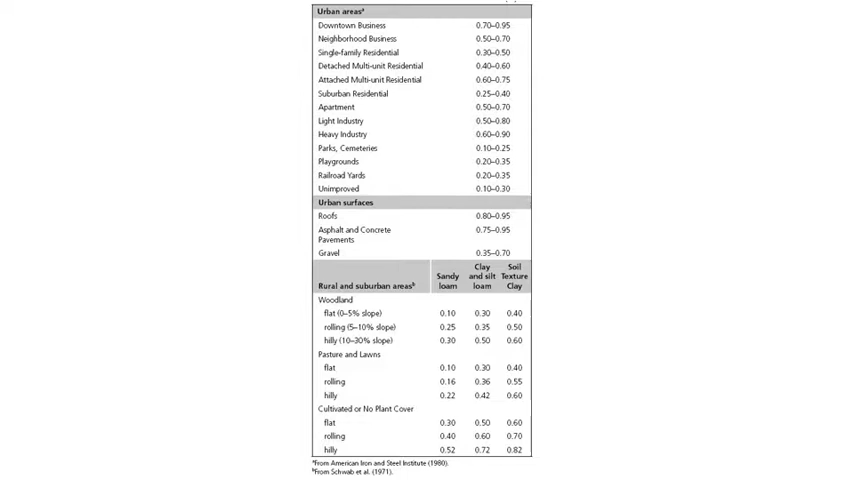 Urban areasᵃ
Downtown Business 0.70–0.95
Neighborhood Business 0.50–0.70
Single-family Residential 0.30–0.50
Detached Multi-unit Residential 0.40–0.60
Attached Multi-unit Residential 0.60–0.75
Suburban Residential 0.25–0.40
Apartment 0.50–0.70
Light Industry 0.50–0.80
Heavy Industry 0.60–0.90
Parks, Cemeteries 0.10–0.25
Playgrounds 0.20–0.35
Railroad Yards 0.20–0.35
Unimproved 0.10–0.30
Urban surfaces
Roofs 0.80–0.95
Asphalt and Concrete 0.75–0.95
Pavements
Gravel 0.35–0.70
Clay Soil
Sandy and silt Texture
Rural and suburban areasᵇ loam loam Clay
Woodland
flat (0–5% slope) 0.10 0.30 0.40
rolling (5–10% slope) 0.25 0.35 0.50
hilly (10–30% slope) 0.30 0.50 0.60
Pasture and Lawns
flat 0.10 0.30 0.40
rolling 0.16 0.36 0.55
hilly 0.22 0.42 0.60
Cultivated or No Plant Cover
flat 0.30 0.50 0.60
rolling 0.40 0.60 0.70
hilly 0.52 0.72 0.82
ᵃFrom American Iron and Steel Institute (1980).
ᵇFrom Schwab et al. (1971).